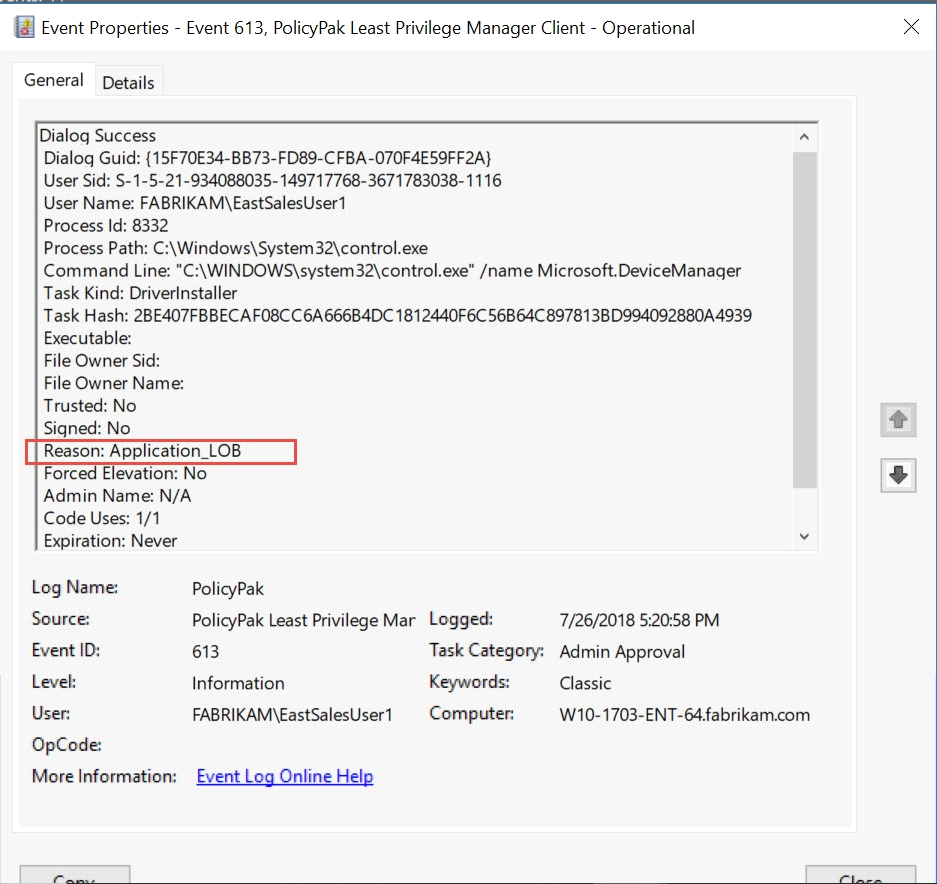 Event Properties - Event 613, PolicyPak Least Privilege Manager Client - Operational
General
Details
Dialog Success
Dialog Guid: {15F70E34-BB73-FD89-CFBA-070F4E59FF2A}
User Sid: S-1-5-21-934088035-149717768-3671783038-1116
User Name: FABRIKAM\EastSalesUser1
Process Id: 8332
Process Path: C:\Windows\System32\control.exe
Command Line: "C:\WINDOWS\system32\control.exe" /name Microsoft.DeviceManager
Task Kind: DriverInstaller
Task Hash: 2BE407FBBECAF08CC6A666B4DC1812440F6C56B64C897813BD994092880A4939
Executable:
File Owner Sid:
File Owner Name:
Trusted: No
Signed: No
Reason: Application_LOB
Forced Elevation: No
Admin Name: N/A
Code Uses: 1/1
Expiration: Never
Log Name: PolicyPak
Source: PolicyPak Least Privilege Mar Logged: 7/26/2018 5:20:58 PM
Event ID: 613 Task Category: Admin Approval
Level: Information Keywords: Classic
User: FABRIKAM\EastSalesUser1 Computer: W10-1703-ENT-64.fabrikam.com
OpCode:
More Information: Event Log Online Help
Copy Close